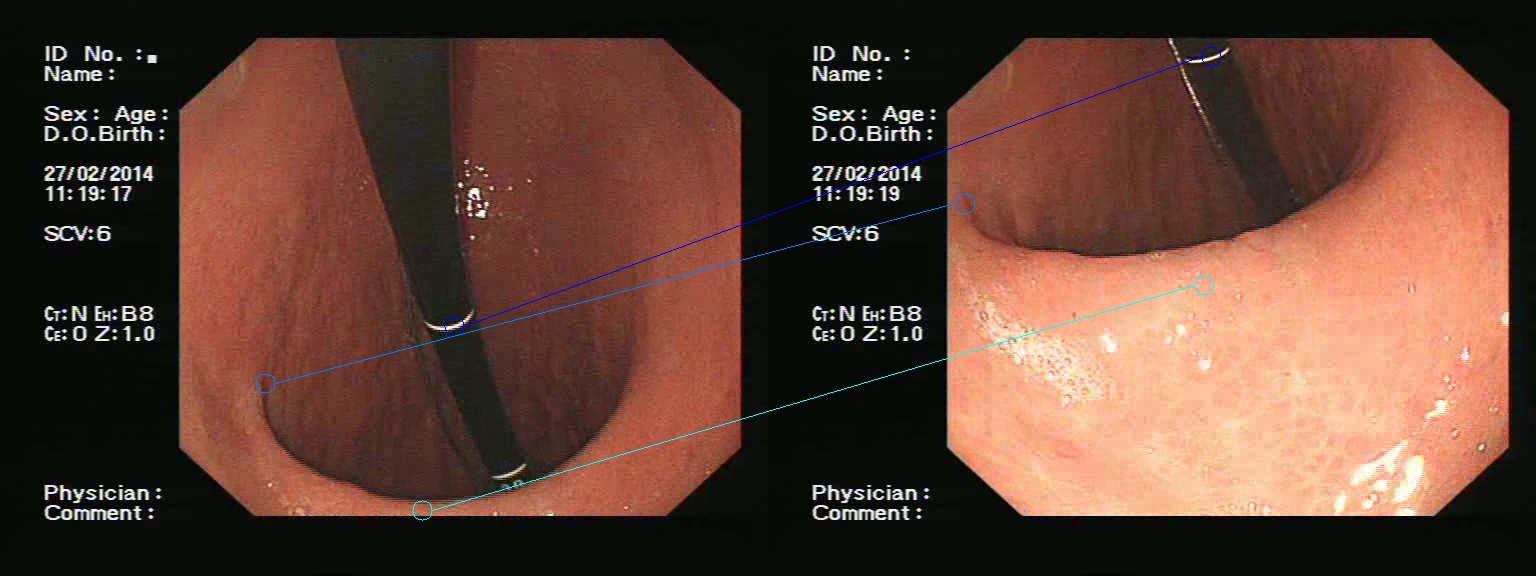 ID No. :
Name:
Sex: Age:
D.O.Birth:
27/02/2014
11:19:17
SCV:6
CT:N EH:B8
CE:0 Z:1.0
Physician:
Comment:
ID No. :
Name:
Sex: Age:
D.O.Birth:
27/02/2014
11:19:19
SCV:6
CT:N EH:B8
CE:0 Z:1.0
Physician:
Comment: